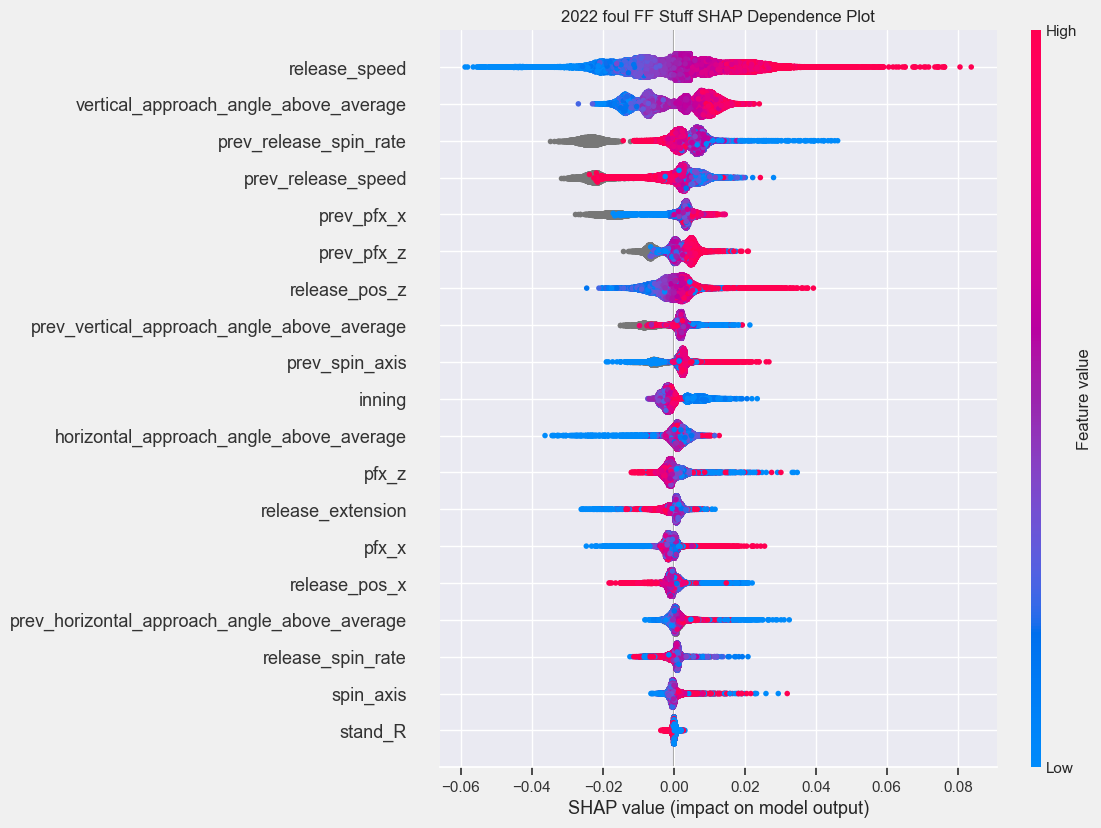 2022 foul FF Stuff SHAP Dependence Plot
High
release_speed
vertical_approach_angle_above_average
prev_release_spin_rate
prev_release_speed
prev_pfx_x
prev_pfx_z
release_pos_z
prev_vertical_approach_angle_above_average
prev_spin_axis
inning
horizontal_approach_angle_above_average
pfx_z
release_extension
pfx_x
release_pos_x
prev_horizontal_approach_angle_above_average
release_spin_rate
spin_axis
stand_R
Feature value
Low
−0.06 −0.04 −0.02 0.00 0.02 0.04 0.06 0.08
SHAP value (impact on model output)